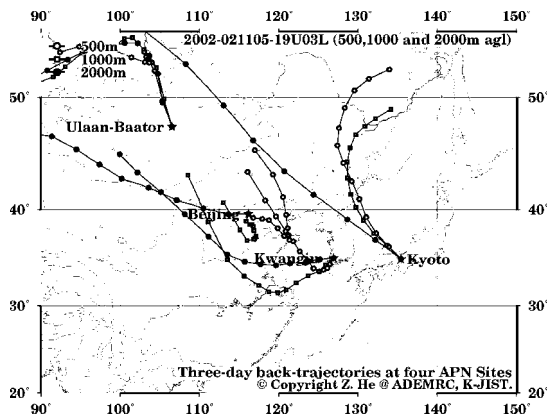 90° 100° 110° 120° 130° 140° 150°
2002-021105-19U03L (500,1000 and 2000m agl)
500m
1000m
2000m
50° 50°
Ulaan-Baator
40° 40°
Beijing
Kwangju
Kyoto
30° 30°
Three-day back-trajectories at four APN Sites
© Copyright Z. He @ ADEMRC, K-JIST.
20° 20°
90° 100° 110° 120° 130° 140° 150°